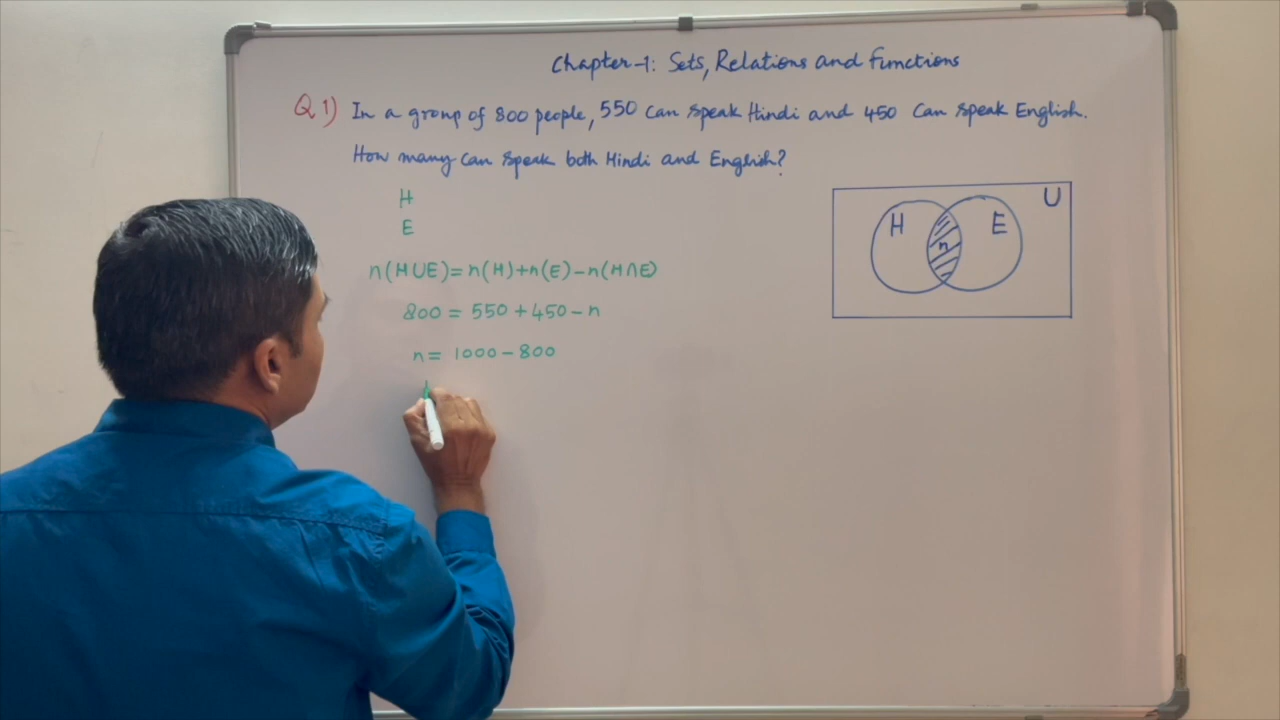 Chapter-1: Sets, Relations and Functions
Q 1) In a group of 800 people, 550 can speak Hindi and 450 can speak English.
How many can speak both Hindi and English?
H
E
n(H∪E)=n(H)+n(E)-n(H∩E)
800 = 550+450-n
n= 1000-800
U
H
E
n